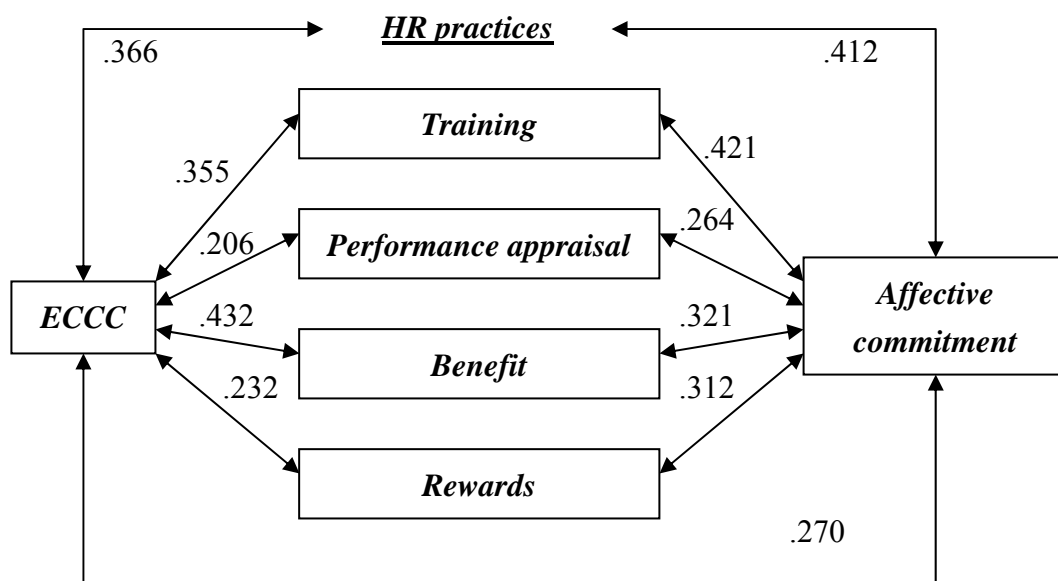 HR practices
.366
.412
Training
.421
.355
Performance appraisal
.264
.206
ECCC
Affective
commitment
.432
.321
Benefit
.232
.312
Rewards
.270